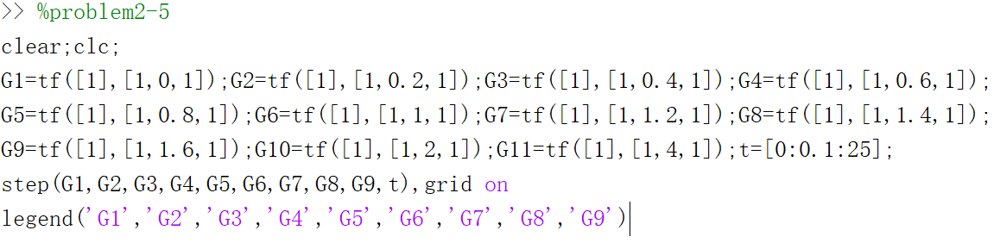 >> %problem2-5
clear;clc;
G1=tf([1],[1,0,1]);G2=tf([1],[1,0.2,1]);G3=tf([1],[1,0.4,1]);G4=tf([1],[1,0.6,1]);
G5=tf([1],[1,0.8,1]);G6=tf([1],[1,1,1]);G7=tf([1],[1,1.2,1]);G8=tf([1],[1,1.4,1]);
G9=tf([1],[1,1.6,1]);G10=tf([1],[1,2,1]);G11=tf([1],[1,4,1]);t=[0:0.1:25];
step(G1,G2,G3,G4,G5,G6,G7,G8,G9,t),grid on
legend('G1','G2','G3','G4','G5','G6','G7','G8','G9')